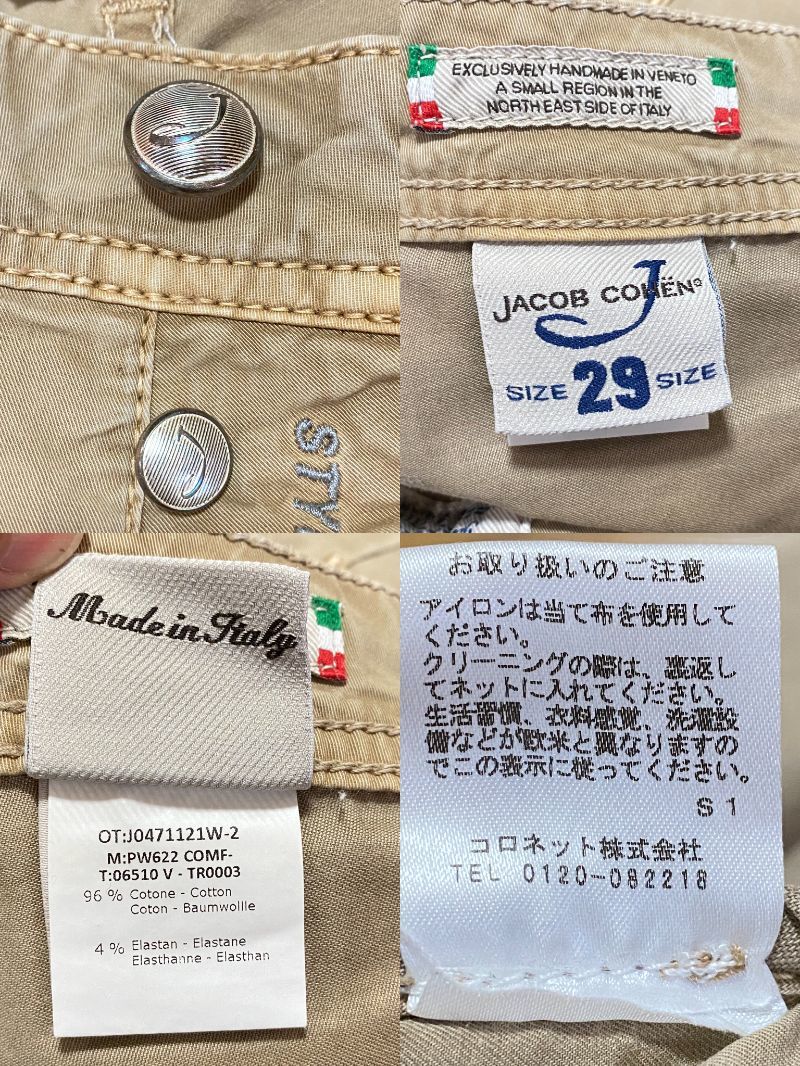 J
J
STY
EXCLUSIVELY HANDMADE IN VENETO
A SMALL REGION IN THE
NORTH EAST SIDE OF ITALY
JACOB COHЁN
J
SIZE 29 SIZE
Made in Italy
OT:J0471121W-2
M:PW622 COMF-
T:06510 V - TR0003
96 % Cotone - Cotton
Coton - Baumwollle
4 % Elastan - Elastane
Elasthanne - Elasthan
お取り扱いのご注意
アイロンは当て布を使用して
ください。
クリーニングの際は、裏返し
てネットに入れてください。
生活習慣、衣料感覚、洗濯設
備などが欧米と異なりますの
でこの表示に従ってください。
S1
コロネット株式会社
TEL 0120-082218